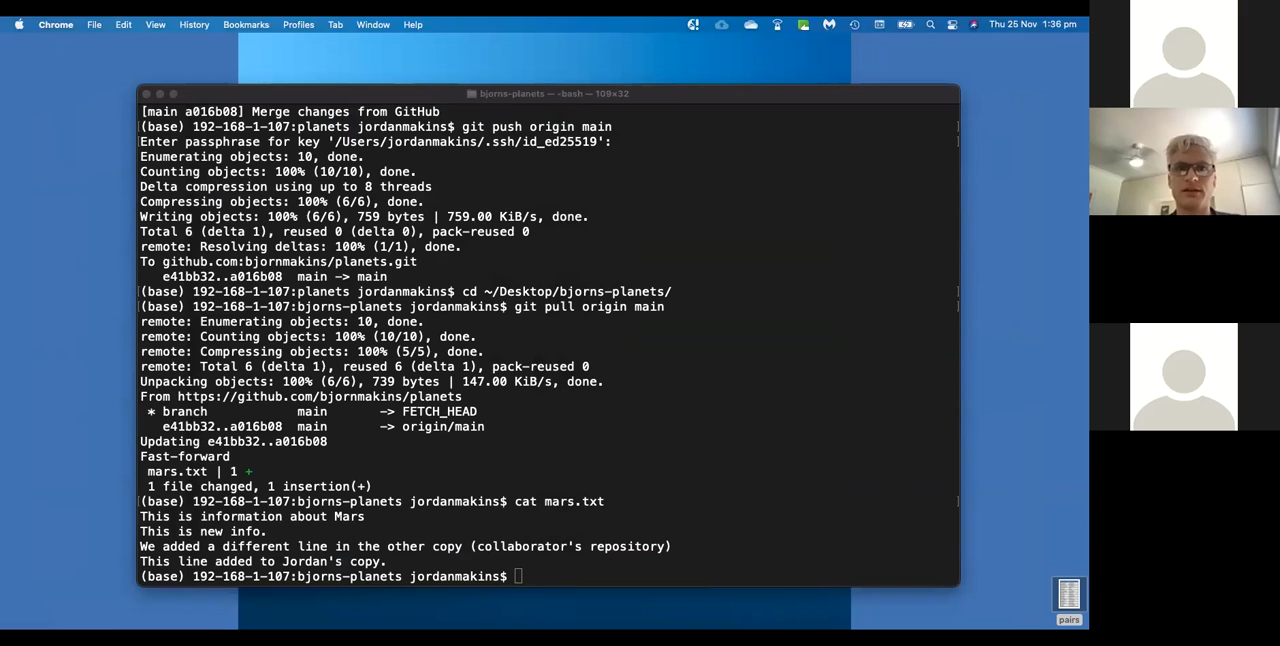 Chrome File Edit View History Bookmarks Profiles Tab Window Help Thu 25 Nov 1:36 pm
bjorns-planets — -bash — 109×32
[main a016b08] Merge changes from GitHub
(base) 192-168-1-107:planets jordanmakins$ git push origin main
Enter passphrase for key '/Users/jordanmakins/.ssh/id_ed25519':
Enumerating objects: 10, done.
Counting objects: 100% (10/10), done.
Delta compression using up to 8 threads
Compressing objects: 100% (6/6), done.
Writing objects: 100% (6/6), 759 bytes | 759.00 KiB/s, done.
Total 6 (delta 1), reused 0 (delta 0), pack-reused 0
remote: Resolving deltas: 100% (1/1), done.
To github.com:bjornmakins/planets.git
e41bb32..a016b08  main -> main
(base) 192-168-1-107:planets jordanmakins$ cd ~/Desktop/bjorns-planets/
(base) 192-168-1-107:bjorns-planets jordanmakins$ git pull origin main
remote: Enumerating objects: 10, done.
remote: Counting objects: 100% (10/10), done.
remote: Compressing objects: 100% (5/5), done.
remote: Total 6 (delta 1), reused 6 (delta 1), pack-reused 0
Unpacking objects: 100% (6/6), 739 bytes | 147.00 KiB/s, done.
From https://github.com/bjornmakins/planets
* branch            main       -> FETCH_HEAD
e41bb32..a016b08  main       -> origin/main
Updating e41bb32..a016b08
Fast-forward
mars.txt | 1 +
1 file changed, 1 insertion(+)
(base) 192-168-1-107:bjorns-planets jordanmakins$ cat mars.txt
This is information about Mars
This is new info.
We added a different line in the other copy (collaborator's repository)
This line added to Jordan's copy.
(base) 192-168-1-107:bjorns-planets jordanmakins$
pairs